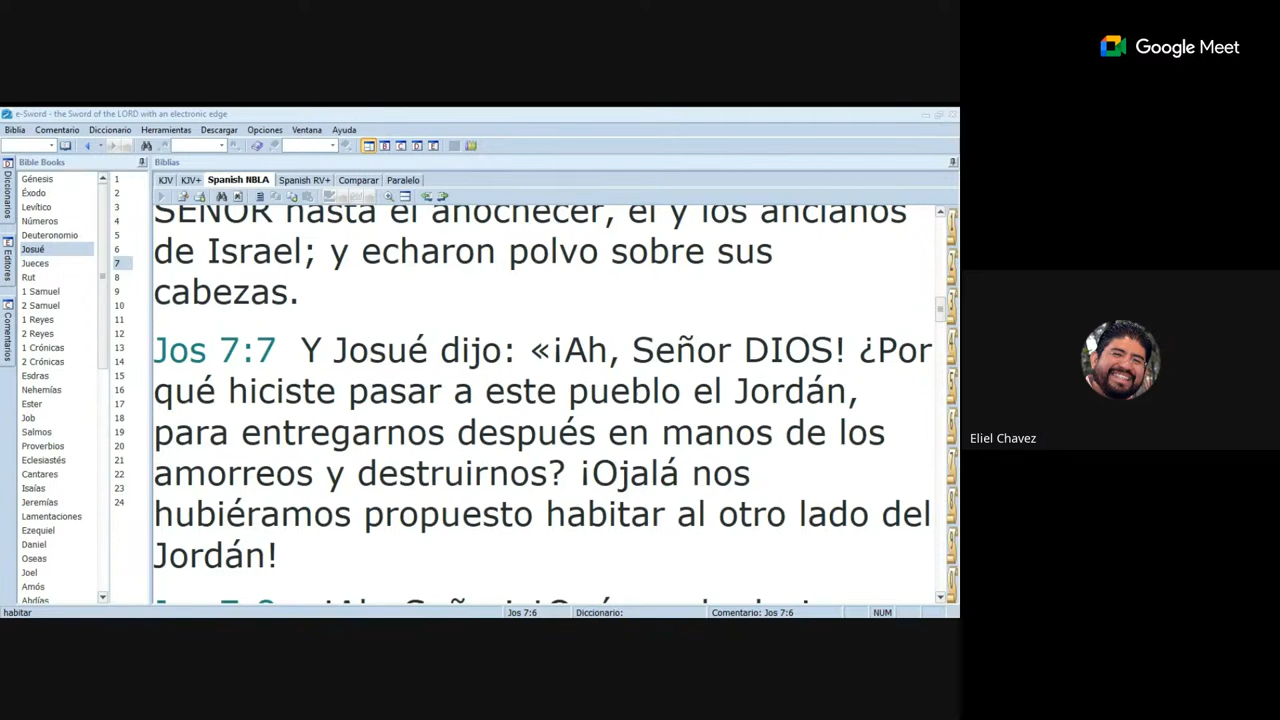 Google Meet
e-Sword - the Sword of the LORD with an electronic edge
Biblia Comentario Diccionario Herramientas Descargar Opciones Ventana Ayuda
B C D E
Bible Books
Biblias
KJV KJV+ Spanish NBLA Spanish RV+ Comparar Paralelo
Diccionarios
Editores
Comentarios
Génesis 1
Éxodo 2
Levítico 3
Números 4
Deuteronomio 5
Josué 6
Jueces 7
Rut 8
1 Samuel 9
2 Samuel 10
1 Reyes 11
2 Reyes 12
1 Crónicas 13
2 Crónicas 14
Esdras 15
Nehemías 16
Ester 17
Job 18
Salmos 19
Proverbios 20
Eclesiastés 21
Cantares 22
Isaías 23
Jeremías 24
Lamentaciones
Ezequiel
Daniel
Oseas
Joel
Amós
Abdías
SEÑOR hasta el anochecer, él y los ancianos
de Israel; y echaron polvo sobre sus
cabezas.
Jos 7:7 Y Josué dijo: «¡Ah, Señor DIOS! ¿Por
qué hiciste pasar a este pueblo el Jordán,
para entregarnos después en manos de los
amorreos y destruirnos? ¡Ojalá nos
hubiéramos propuesto habitar al otro lado del
Jordán!
habitar Jos 7:6 Diccionario: Comentario: Jos 7:6 NUM
Eliel Chavez